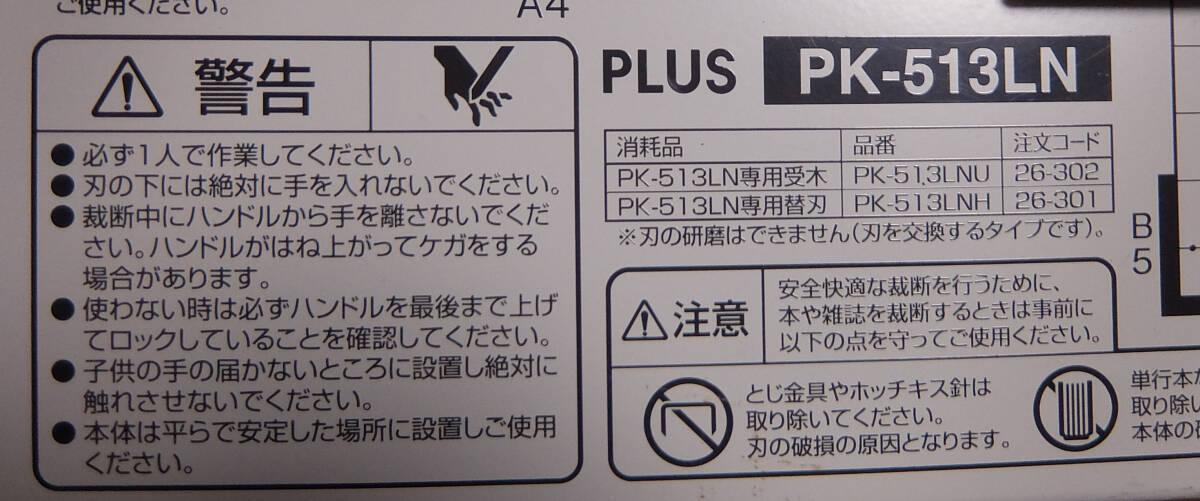 ご使用ください。
A4
警告
●必ず1人で作業してください。
●刃の下には絶対に手を入れないでください。
●裁断中にハンドルから手を離さないでくだ
さい。ハンドルがはね上がってケガをする
場合があります。
●使わない時は必ずハンドルを最後まで上げ
てロックしていることを確認してください。
●子供の手の届かないところに設置し絶対に
触れさせないでください。
●本体は平らで安定した場所に設置しご使用
ください。
PLUS PK-513LN
消耗品 品番 注文コード
PK-513LN専用受木 PK-513LNU 26-302
PK-513LN専用替刃 PK-513LNH 26-301
※刃の研磨はできません(刃を交換するタイプです)。
B
5
注意
安全快適な裁断を行うために、
本や雑誌を裁断するときは事前に
以下の点を守ってご使用ください。
とじ金具やホッチキス針は
取り除いてください。
刃の破損の原因となります。
単行本
取り除
本体の